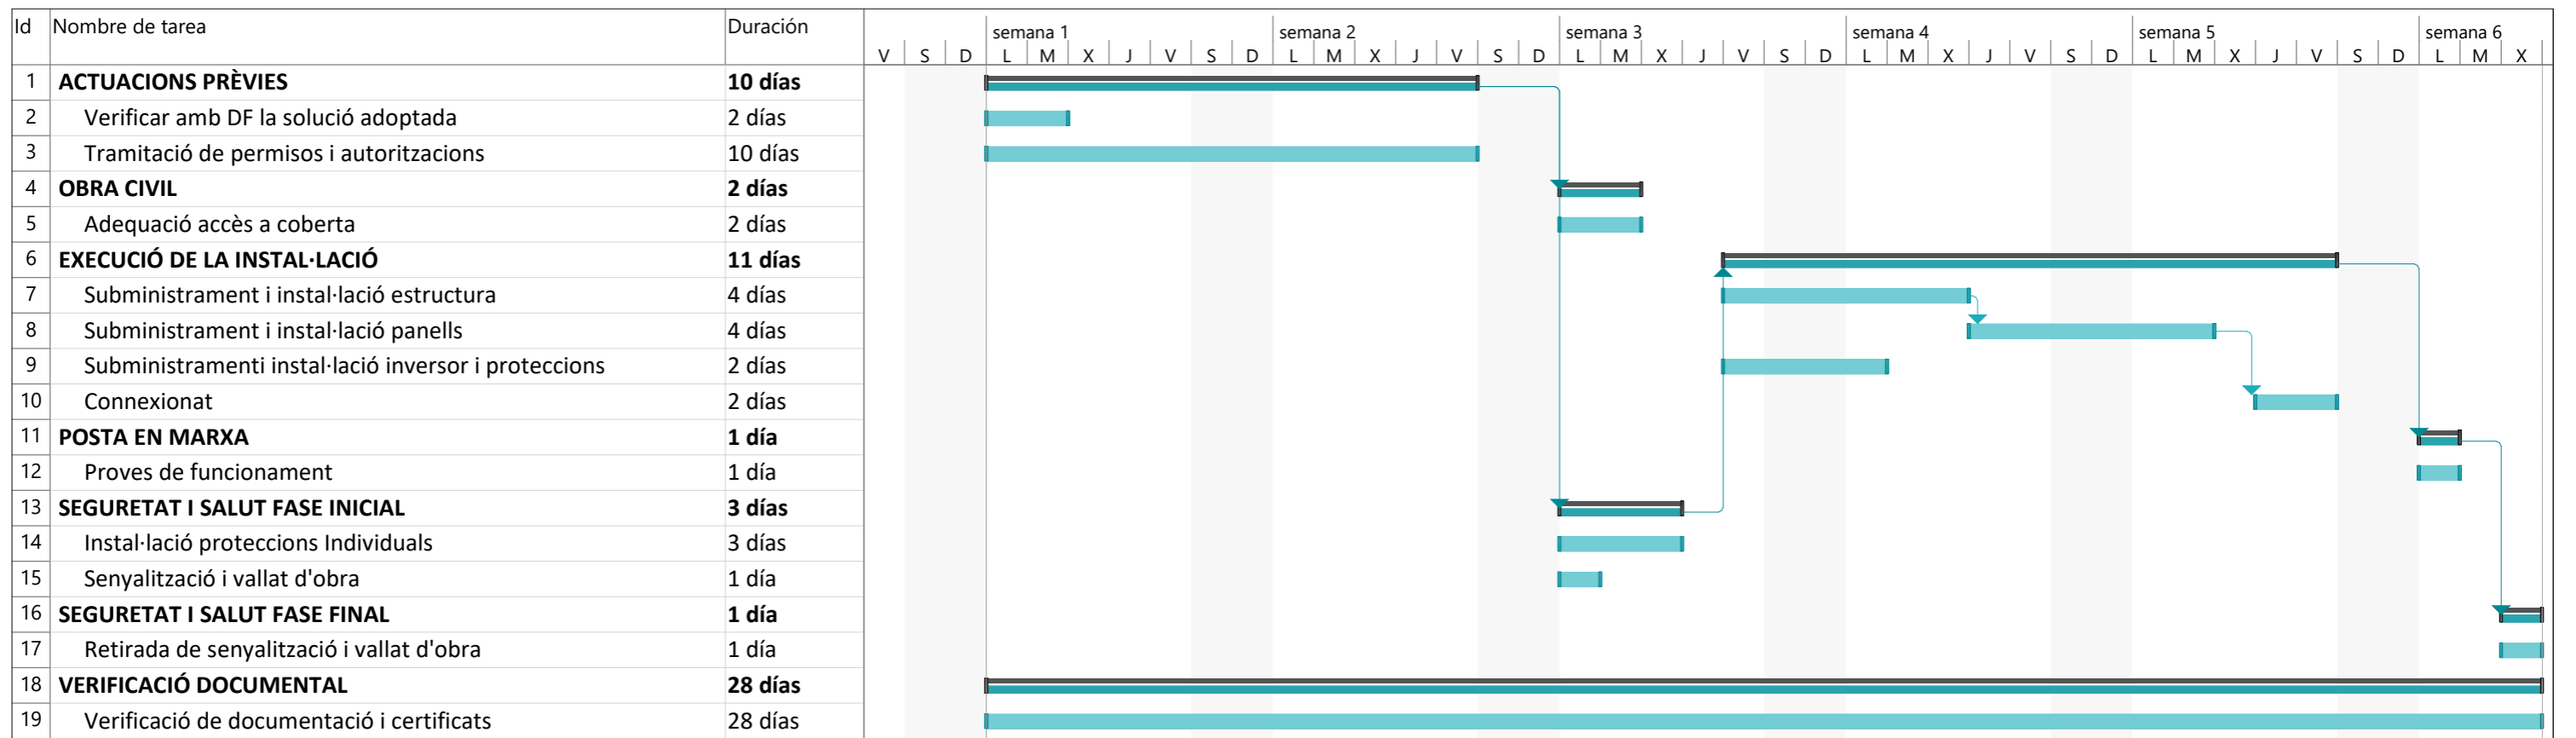 Id Nombre de tarea Duración semana 1 semana 2 semana 3 semana 4 semana 5 semana 6
V S D L M X J V S D L M X J V S D L M X J V S D L M X J V S D L M X J V S D L M X
1 ACTUACIONS PRÈVIES 10 días
2 Verificar amb DF la solució adoptada 2 días
3 Tramitació de permisos i autoritzacions 10 días
4 OBRA CIVIL 2 días
5 Adequació accès a coberta 2 días
6 EXECUCIÓ DE LA INSTAL·LACIÓ 11 días
7 Subministrament i instal·lació estructura 4 días
8 Subministrament i instal·lació panells 4 días
9 Subministramenti instal·lació inversor i proteccions 2 días
10 Connexionat 2 días
11 POSTA EN MARXA 1 día
12 Proves de funcionament 1 día
13 SEGURETAT I SALUT FASE INICIAL 3 días
14 Instal·lació proteccions Individuals 3 días
15 Senyalització i vallat d'obra 1 día
16 SEGURETAT I SALUT FASE FINAL 1 día
17 Retirada de senyalització i vallat d'obra 1 día
18 VERIFICACIÓ DOCUMENTAL 28 días
19 Verificació de documentació i certificats 28 días